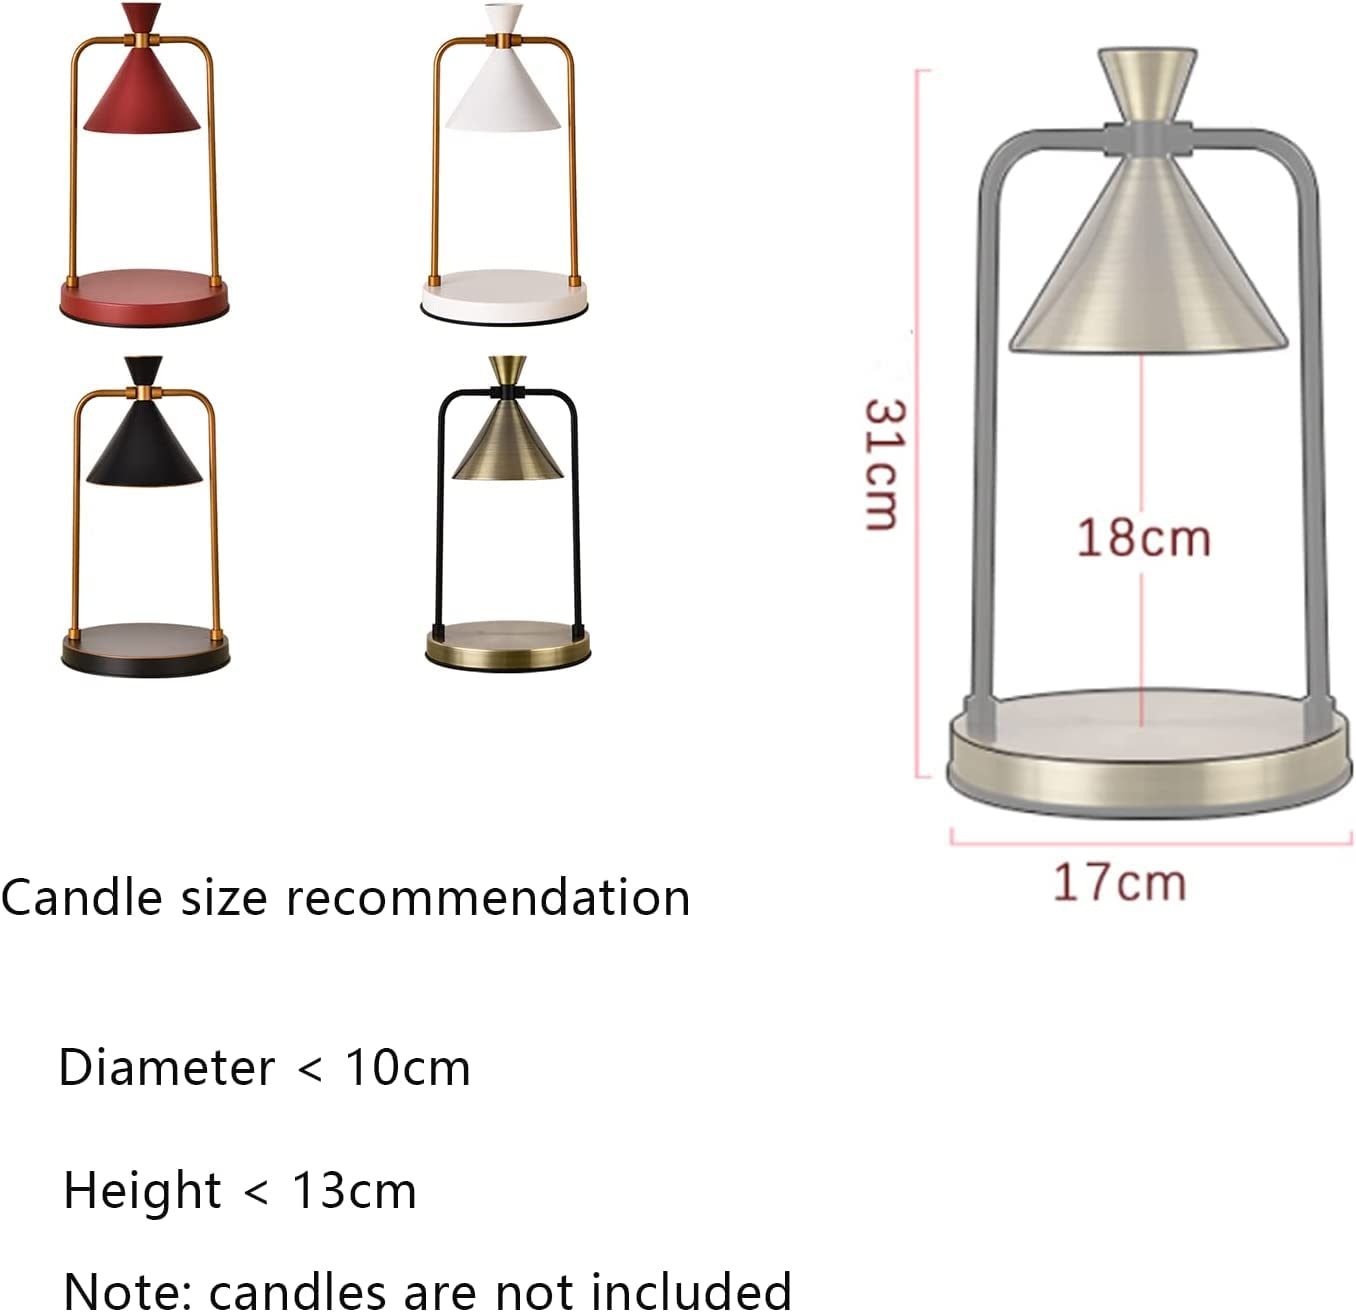 31cm
18cm
17cm
Candle size recommendation
Diameter < 10cm
Height < 13cm
Note: candles are not included